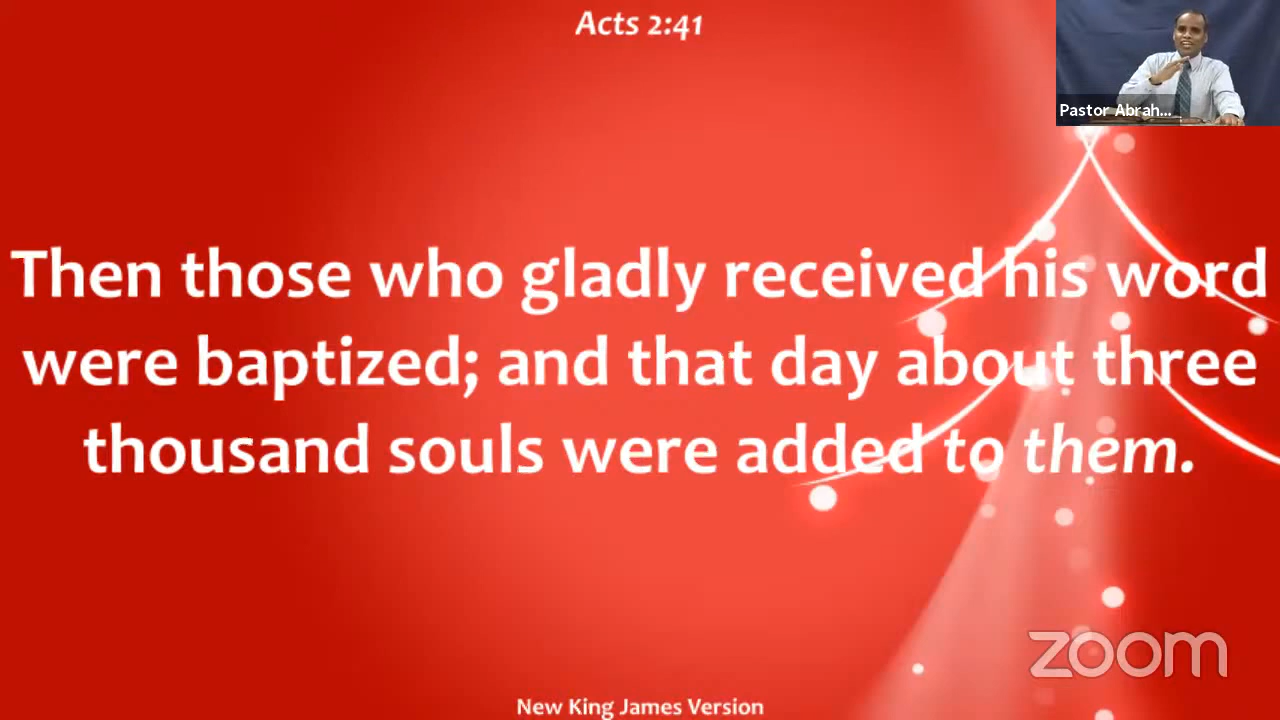 Acts 2:41
Pastor Abrah...
Then those who gladly received his word
were baptized; and that day about three
thousand souls were added to them.
zoom
New King James Version